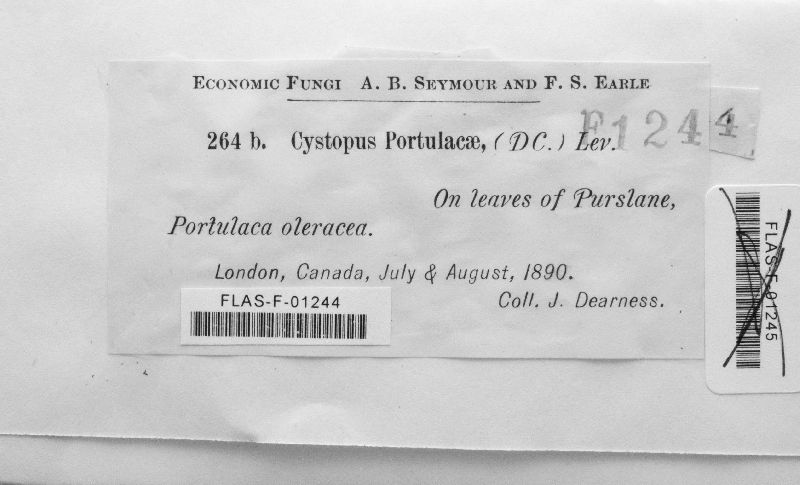 Economic Fungi A. B. Seymour and F. S. Earle
264 b. Cystopus Portulacæ, (DC.) Lev.
F1244
4
On leaves of Purslane,
Portulaca oleracea.
London, Canada, July & August, 1890.
Coll. J. Dearness.
FLAS-F-01244
FLAS-F-01245